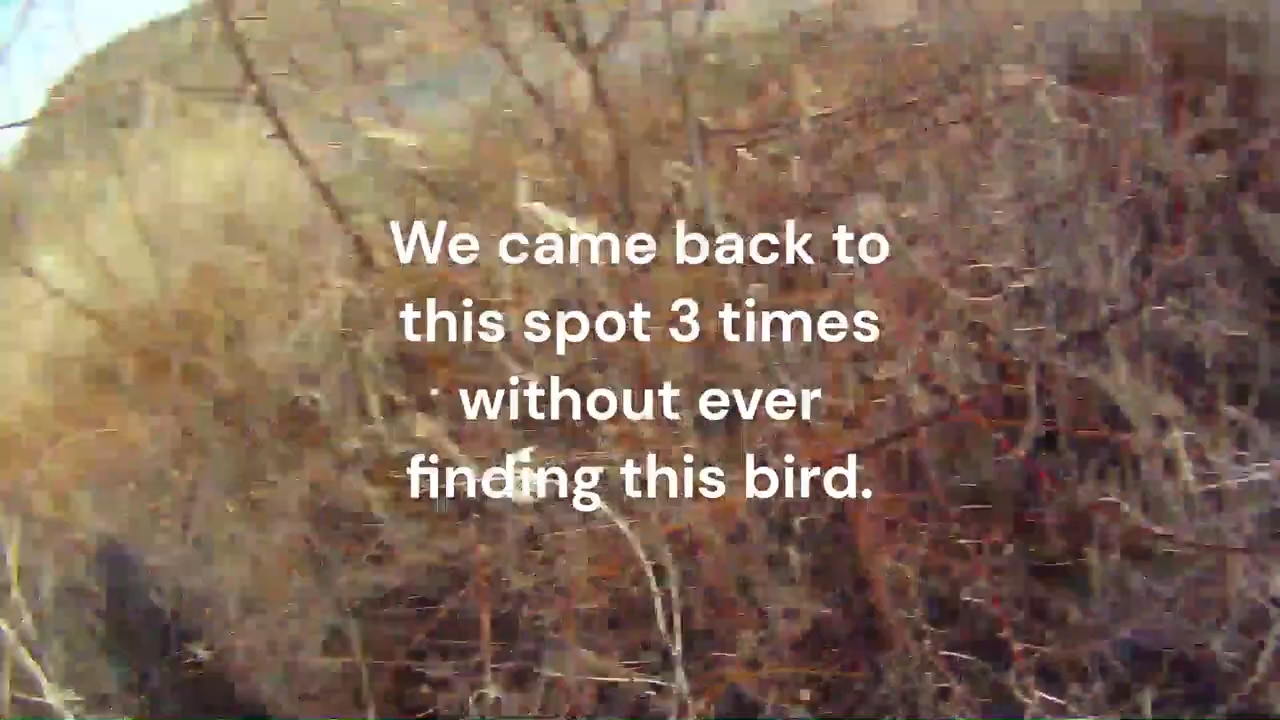 We came back to
this spot 3 times
without ever
finding this bird.